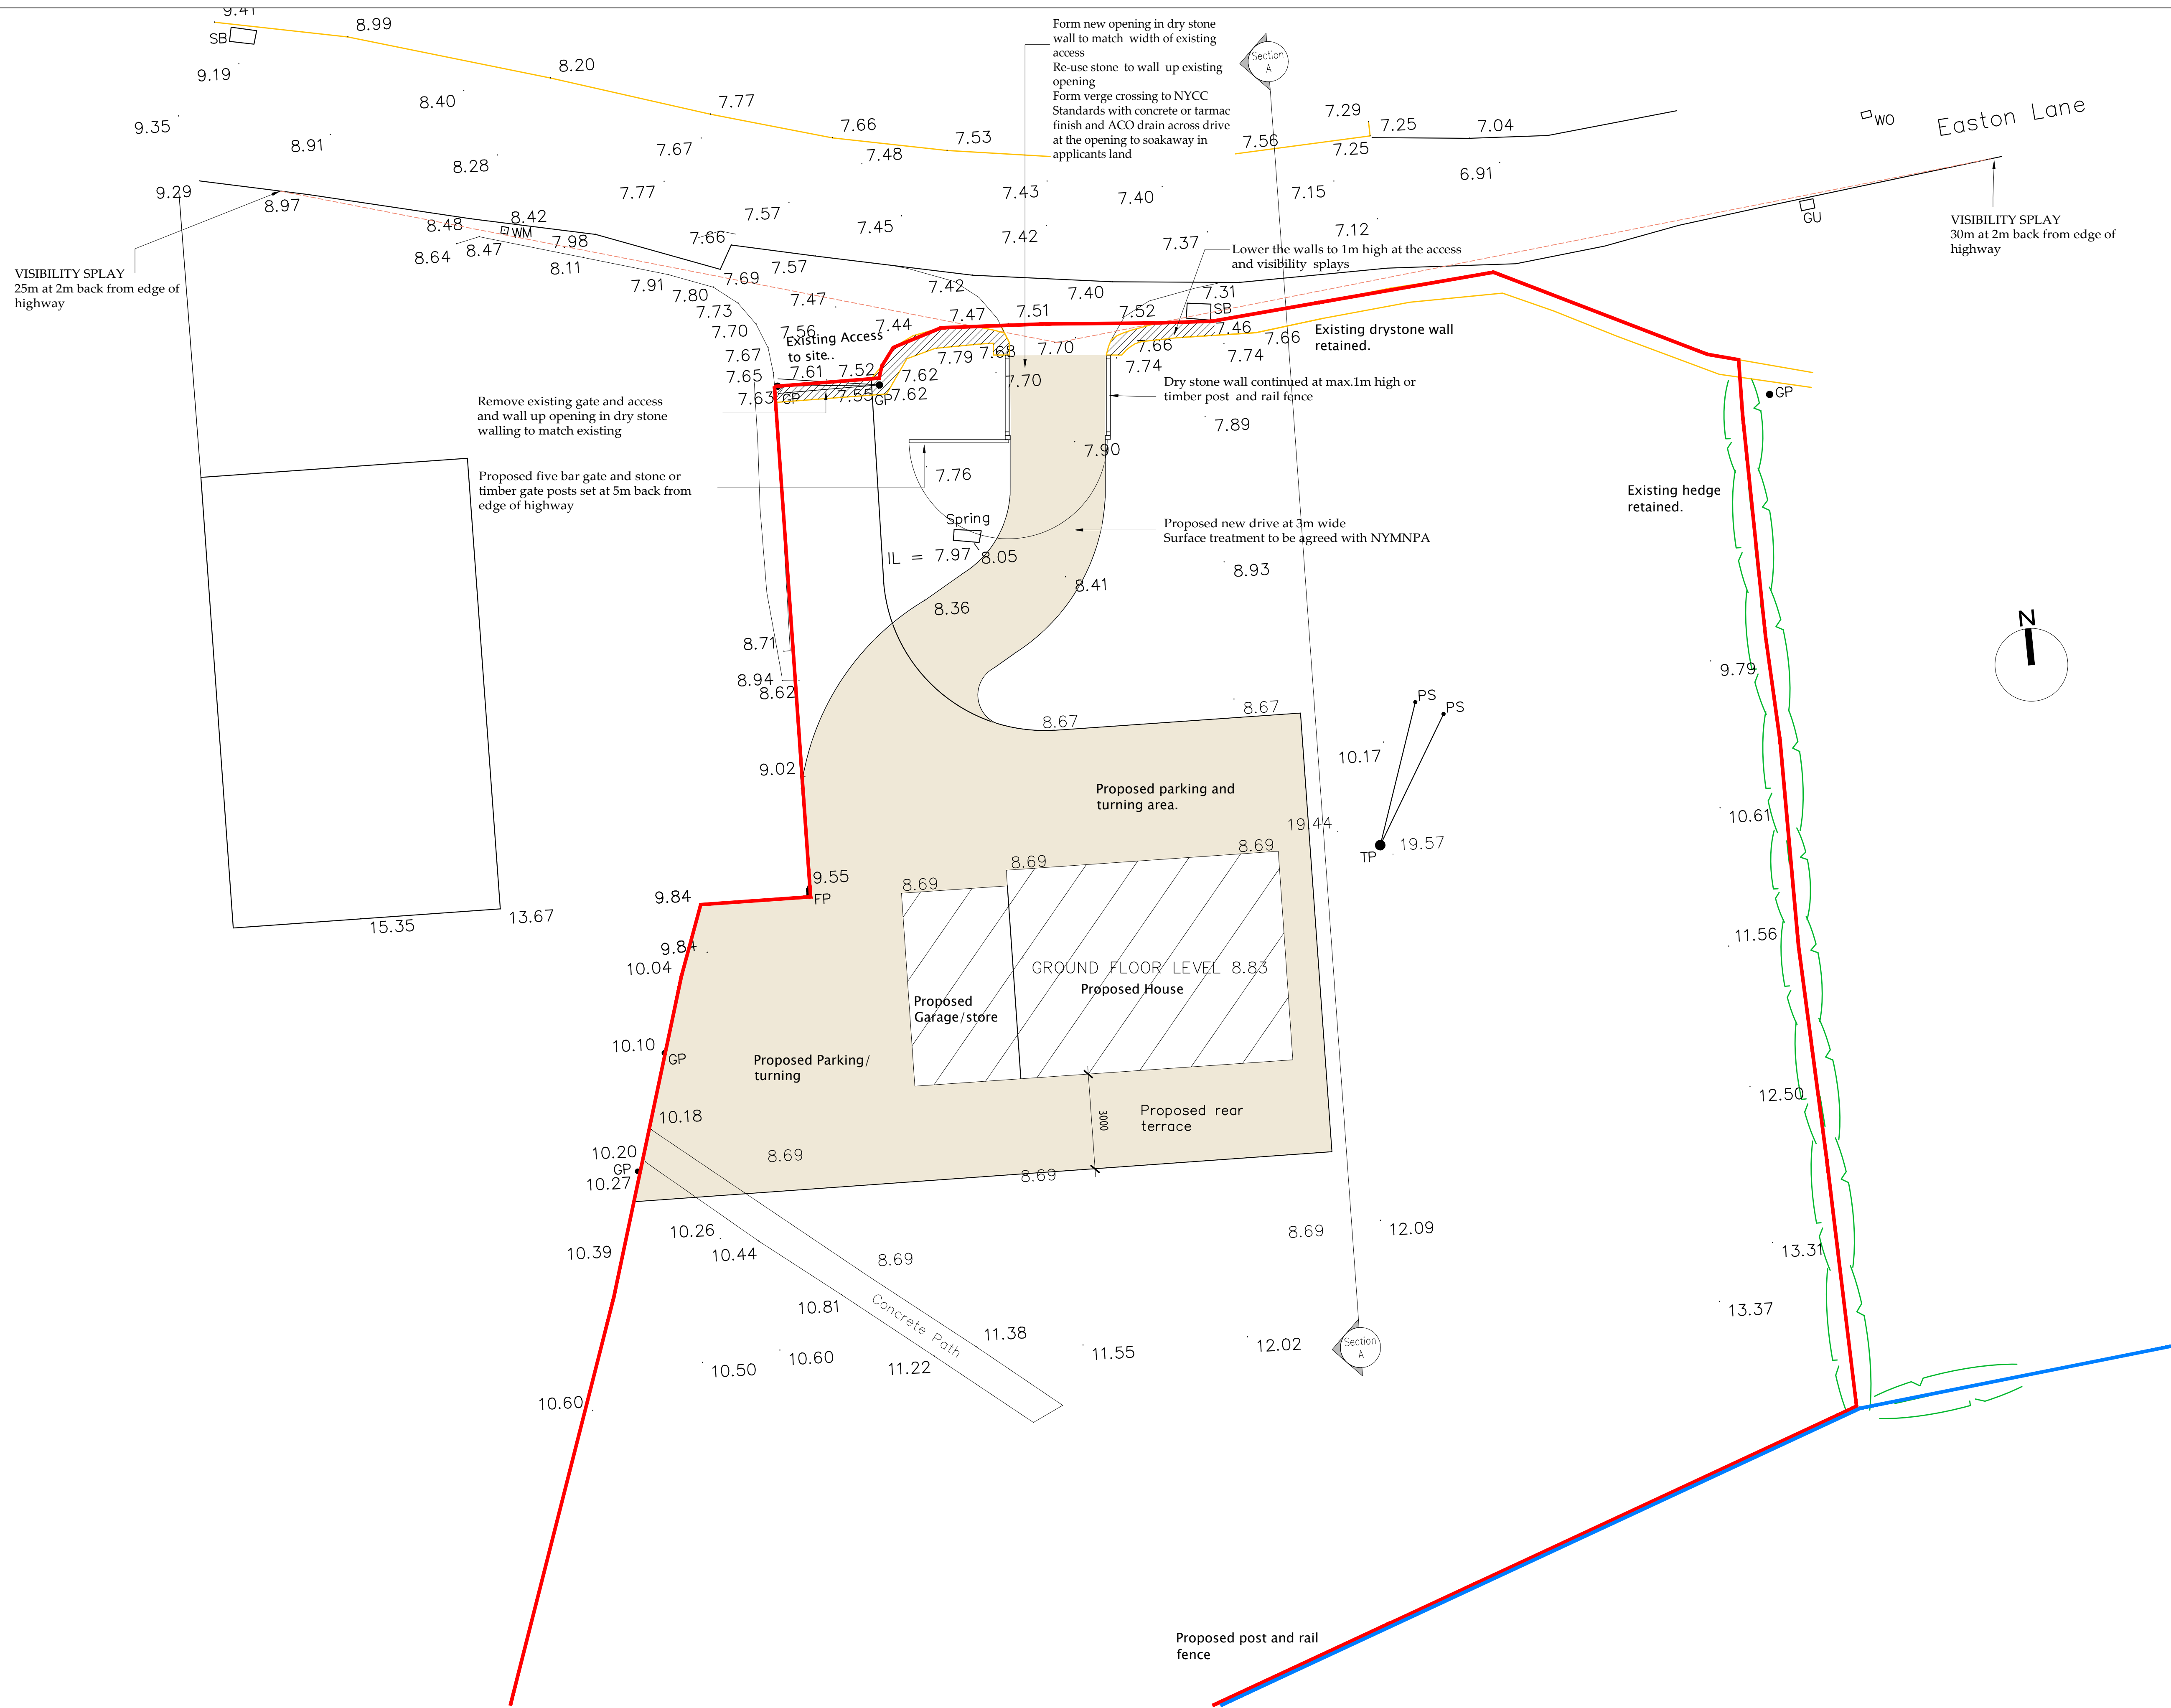 9.41
8.99
SB
8.20
9.19
8.40
7.77
9.35
8.91
7.66
7.53
7.67
7.48
8.28
Form new opening in dry stone
wall to match width of existing
access
Re-use stone to wall up existing
opening
Form verge crossing to NYCC
Standards with concrete or tarmac
finish and ACO drain across drive
at the opening to soakaway in
applicants land
Section
A
7.29
7.25
7.04
7.56
7.25
WO
Easton Lane
9.29
8.97
7.77
7.43
7.40
7.15
6.91
8.42
8.48
WM
7.98
7.57
7.45
7.42
7.37
7.12
GU
8.64
8.47
8.11
7.66
7.57
7.69
VISIBILITY SPLAY
25m at 2m back from edge of
highway
VISIBILITY SPLAY
30m at 2m back from edge of
highway
Lower the walls to 1m high at the access
and visibility splays
7.91
7.80
7.73
7.70
7.47
7.42
7.40
7.31
7.56
7.44
7.47
7.51
7.52
SB
7.46
Existing Access
to site..
7.67
7.65
7.61
7.52
7.79
7.68
7.70
7.66
7.74
7.74
7.66
Existing drystone wall
retained.
7.63
GP
7.55
GP
7.62
7.62
7.70
Remove existing gate and access
and wall up opening in dry stone
walling to match existing
Dry stone wall continued at max.1m high or
timber post and rail fence
GP
7.89
7.90
7.76
Proposed five bar gate and stone or
timber gate posts set at 5m back from
edge of highway
Existing hedge
retained.
Spring
IL = 7.97
8.05
Proposed new drive at 3m wide
Surface treatment to be agreed with NYMNPA
8.93
8.41
8.36
N
8.71
8.94
8.62
9.79
8.67
8.67
PS
PS
9.02
10.17
Proposed parking and
turning area.
10.61
19.44
TP
19.57
8.69
8.69
8.69
9.55
FP
9.84
15.35
13.67
9.84
10.04
11.56
GROUND FLOOR LEVEL 8.83
Proposed House
Proposed
Garage/store
10.10
GP
Proposed Parking/
turning
10.18
3000
Proposed rear
terrace
12.50
10.20
GP
10.27
8.69
8.69
10.26
10.39
10.44
8.69
8.69
12.09
13.31
10.81
Concrete Path
11.38
13.37
10.50
10.60
11.22
11.55
12.02
Section
A
10.60
Proposed post and rail
fence